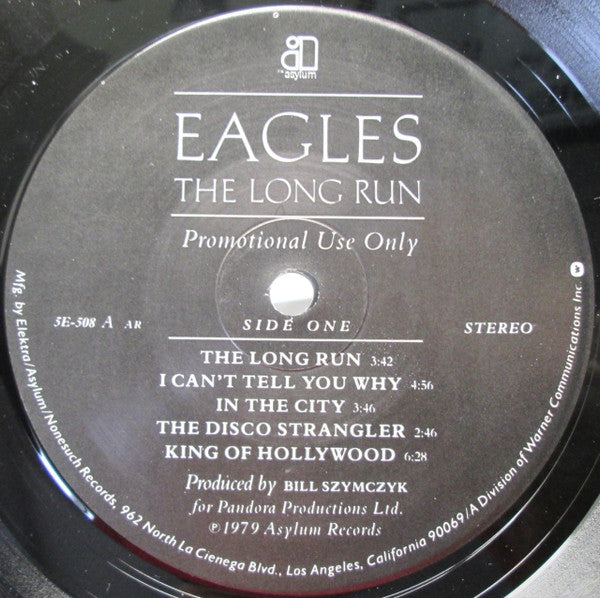 asylum
EAGLES
THE LONG RUN
Promotional Use Only
5E-508 A AR
SIDE ONE
STEREO
THE LONG RUN 3:42
I CAN'T TELL YOU WHY 4:56
IN THE CITY 3:46
THE DISCO STRANGLER 2:46
KING OF HOLLYWOOD 6:28
Produced by BILL SZYMCZYK
for Pandora Productions Ltd.
℗1979 Asylum Records
Mfg. by Elektra/Asylum/Nonesuch Records, 962 North La Cienega Blvd., Los Angeles, California 90069/A Division of Warner Communications Inc.